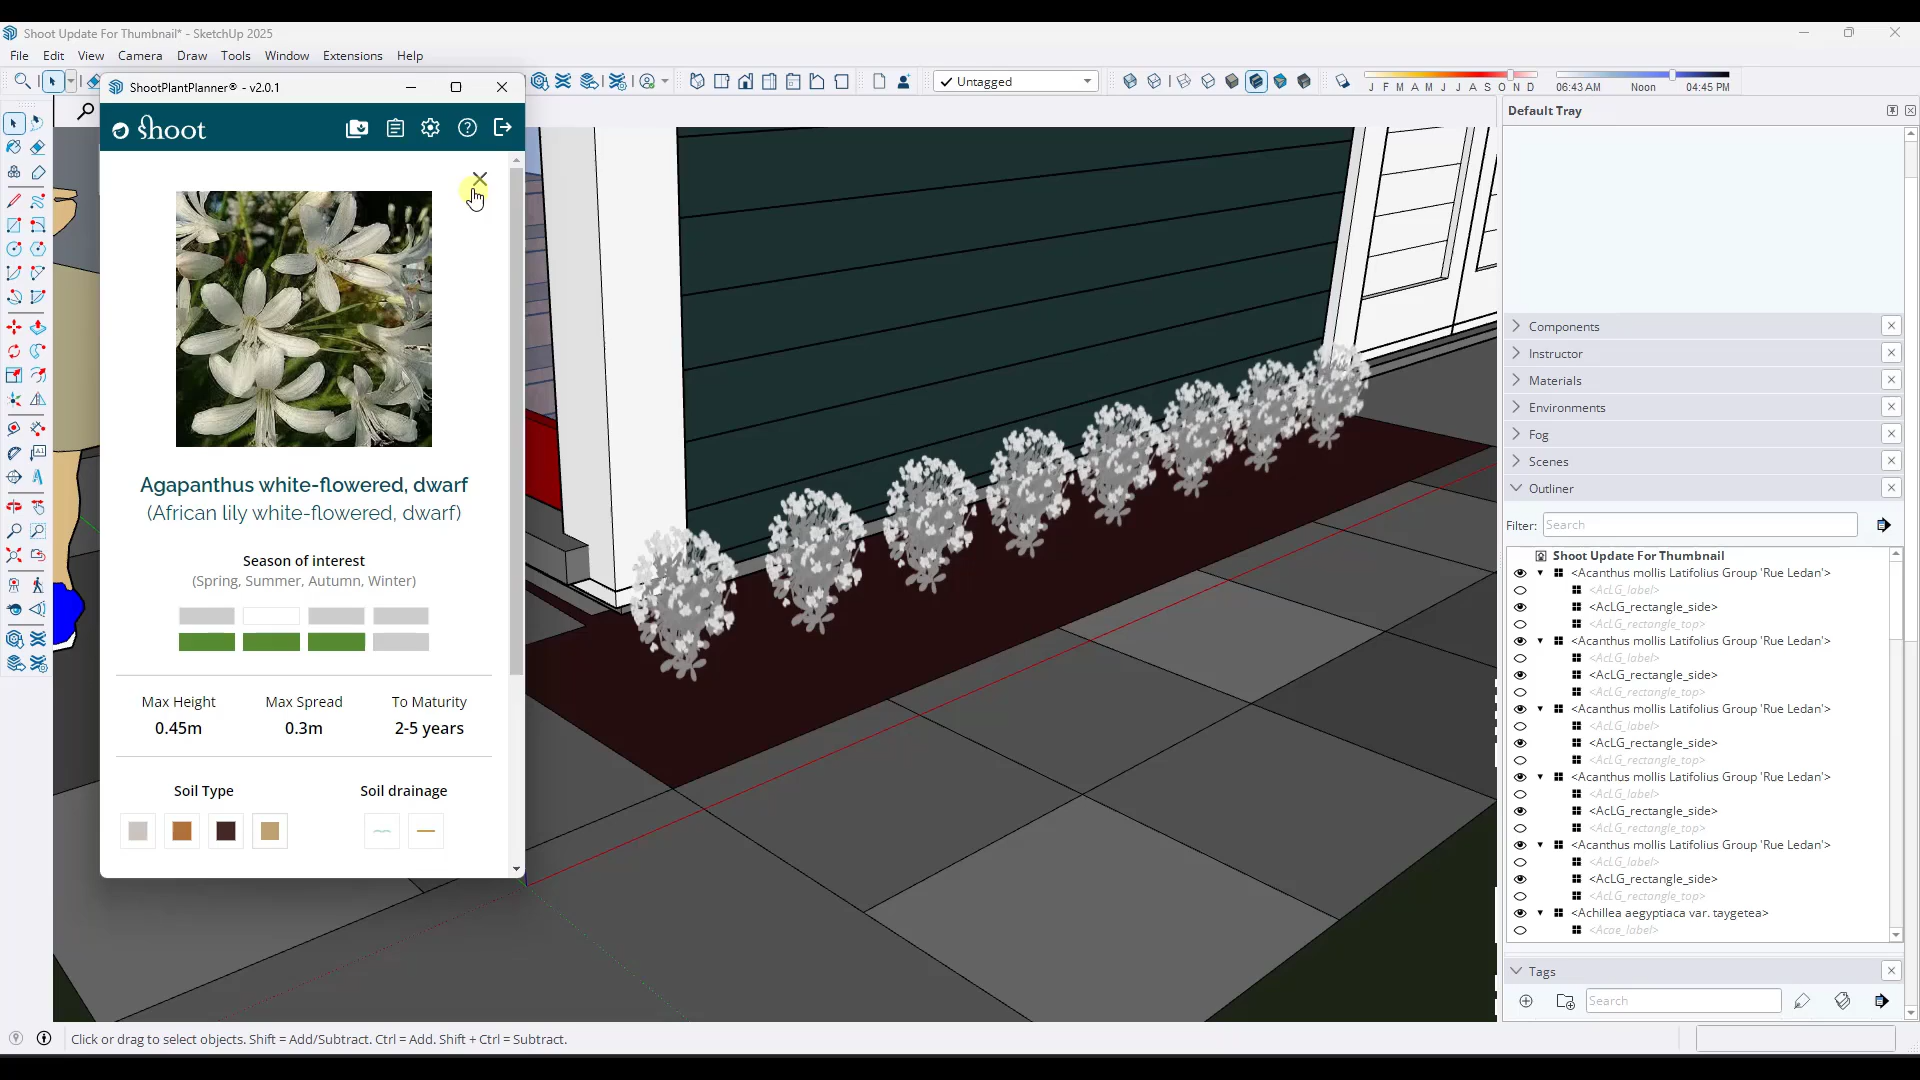 Shoot Update For Thumbnail* - SketchUp 2025
File Edit View Camera Draw Tools Window Extensions Help
Untagged
J F M A M J J A S O N D
06:43 AM Noon 04:45 PM
ShootPlantPlanner® - v2.0.1
shoot
Agapanthus white-flowered, dwarf
(African lily white-flowered, dwarf)
Season of interest
(Spring, Summer, Autumn, Winter)
Max Height Max Spread To Maturity
0.45m 0.3m 2-5 years
Soil Type Soil drainage
Default Tray
Components
Instructor
Materials
Environments
Fog
Scenes
Outliner
Filter: Search
Shoot Update For Thumbnail
<Acanthus mollis Latifolius Group 'Rue Ledan'>
<AcLG_label>
<AcLG_rectangle_side>
<AcLG_rectangle_top>
<Acanthus mollis Latifolius Group 'Rue Ledan'>
<AcLG_label>
<AcLG_rectangle_side>
<AcLG_rectangle_top>
<Acanthus mollis Latifolius Group 'Rue Ledan'>
<AcLG_label>
<AcLG_rectangle_side>
<AcLG_rectangle_top>
<Acanthus mollis Latifolius Group 'Rue Ledan'>
<AcLG_label>
<AcLG_rectangle_side>
<AcLG_rectangle_top>
<Acanthus mollis Latifolius Group 'Rue Ledan'>
<AcLG_label>
<AcLG_rectangle_side>
<AcLG_rectangle_top>
<Achillea aegyptiaca var. taygetea>
<Acae_label>
Tags
Search
Click or drag to select objects. Shift = Add/Subtract. Ctrl = Add. Shift + Ctrl = Subtract.